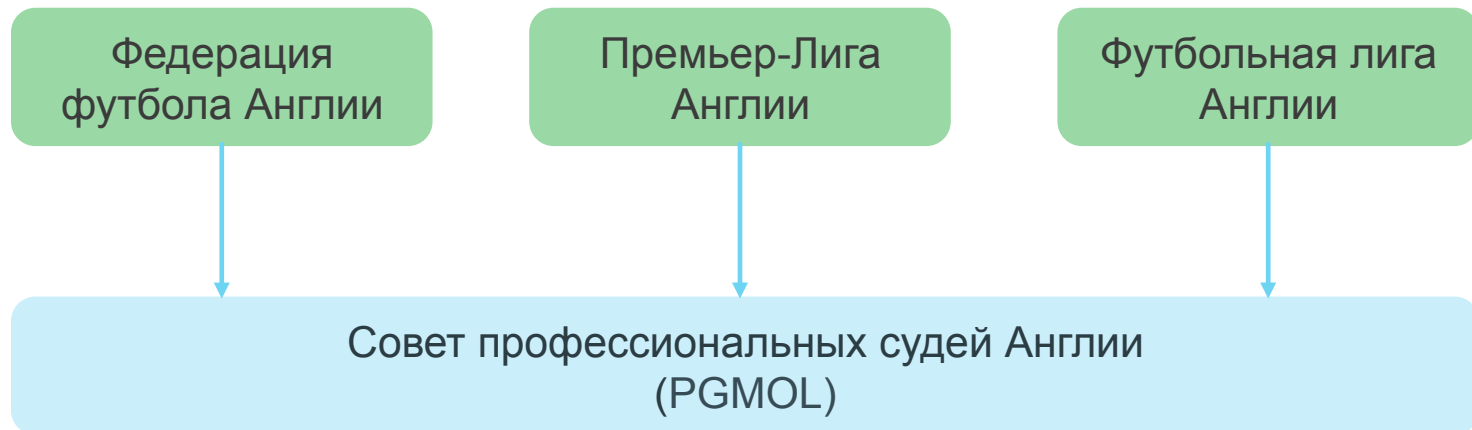 Федерация
футбола Англии
Премьер-Лига
Англии
Футбольная лига
Англии
Совет профессиональных судей Англии
(PGMOL)